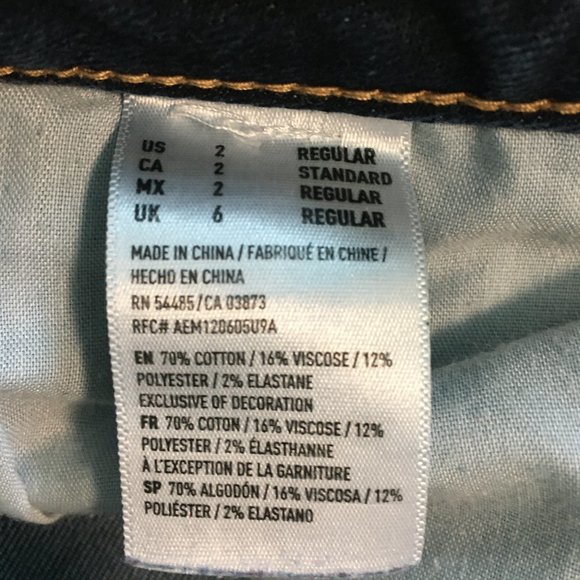 US 2 REGULAR
CA 2 STANDARD
MX 2 REGULAR
UK 6 REGULAR
MADE IN CHINA / FABRIQUÉ EN CHINE /
HECHO EN CHINA
RN 54485/CA 03873
RFC# AEM120605U9A
EN 70% COTTON / 16% VISCOSE / 12%
POLYESTER / 2% ELASTANE
EXCLUSIVE OF DECORATION
FR 70% COTON / 16% VISCOSE / 12%
POLYESTER / 2% ÉLASTHANNE
À L'EXCEPTION DE LA GARNITURE
SP 70% ALGODÓN / 16% VISCOSA / 12%
POLIÉSTER / 2% ELASTANO